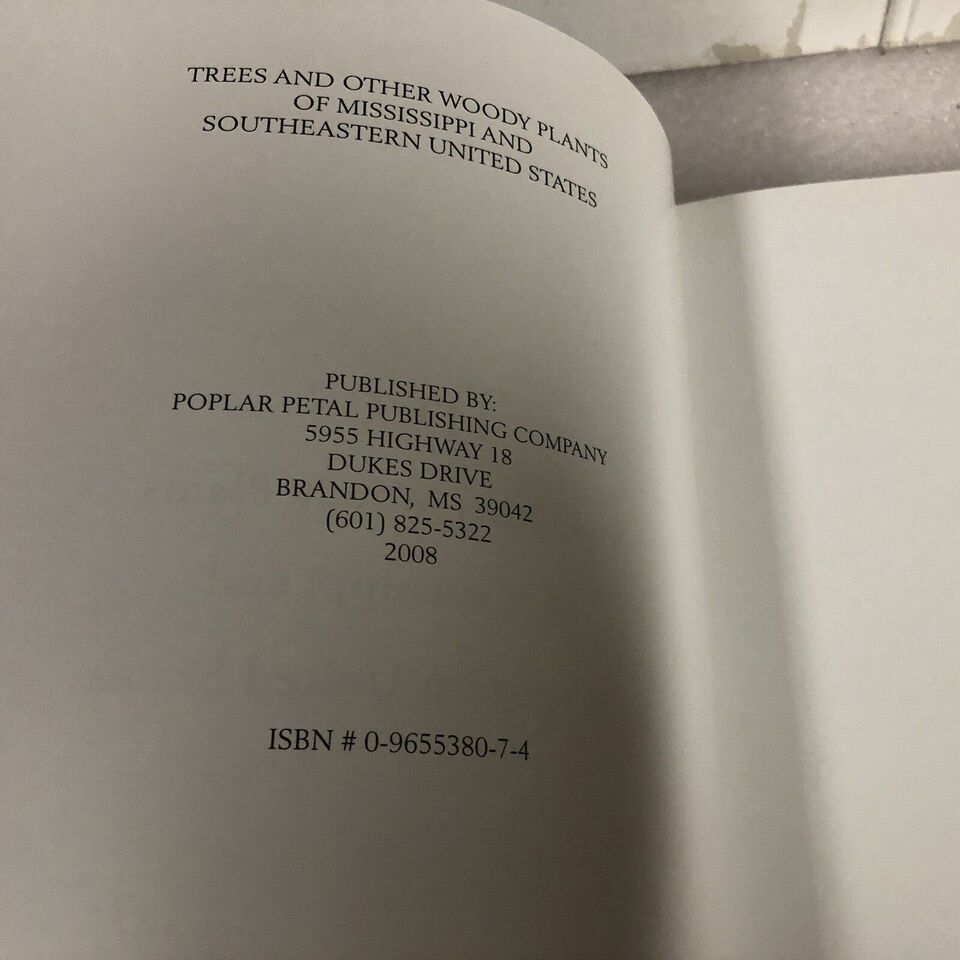 TREES AND OTHER WOODY PLANTS
OF MISSISSIPPI AND
SOUTHEASTERN UNITED STATES
PUBLISHED BY:
POPLAR PETAL PUBLISHING COMPANY
5955 HIGHWAY 18
DUKES DRIVE
BRANDON, MS 39042
(601) 825-5322
2008
ISBN # 0-9655380-7-4